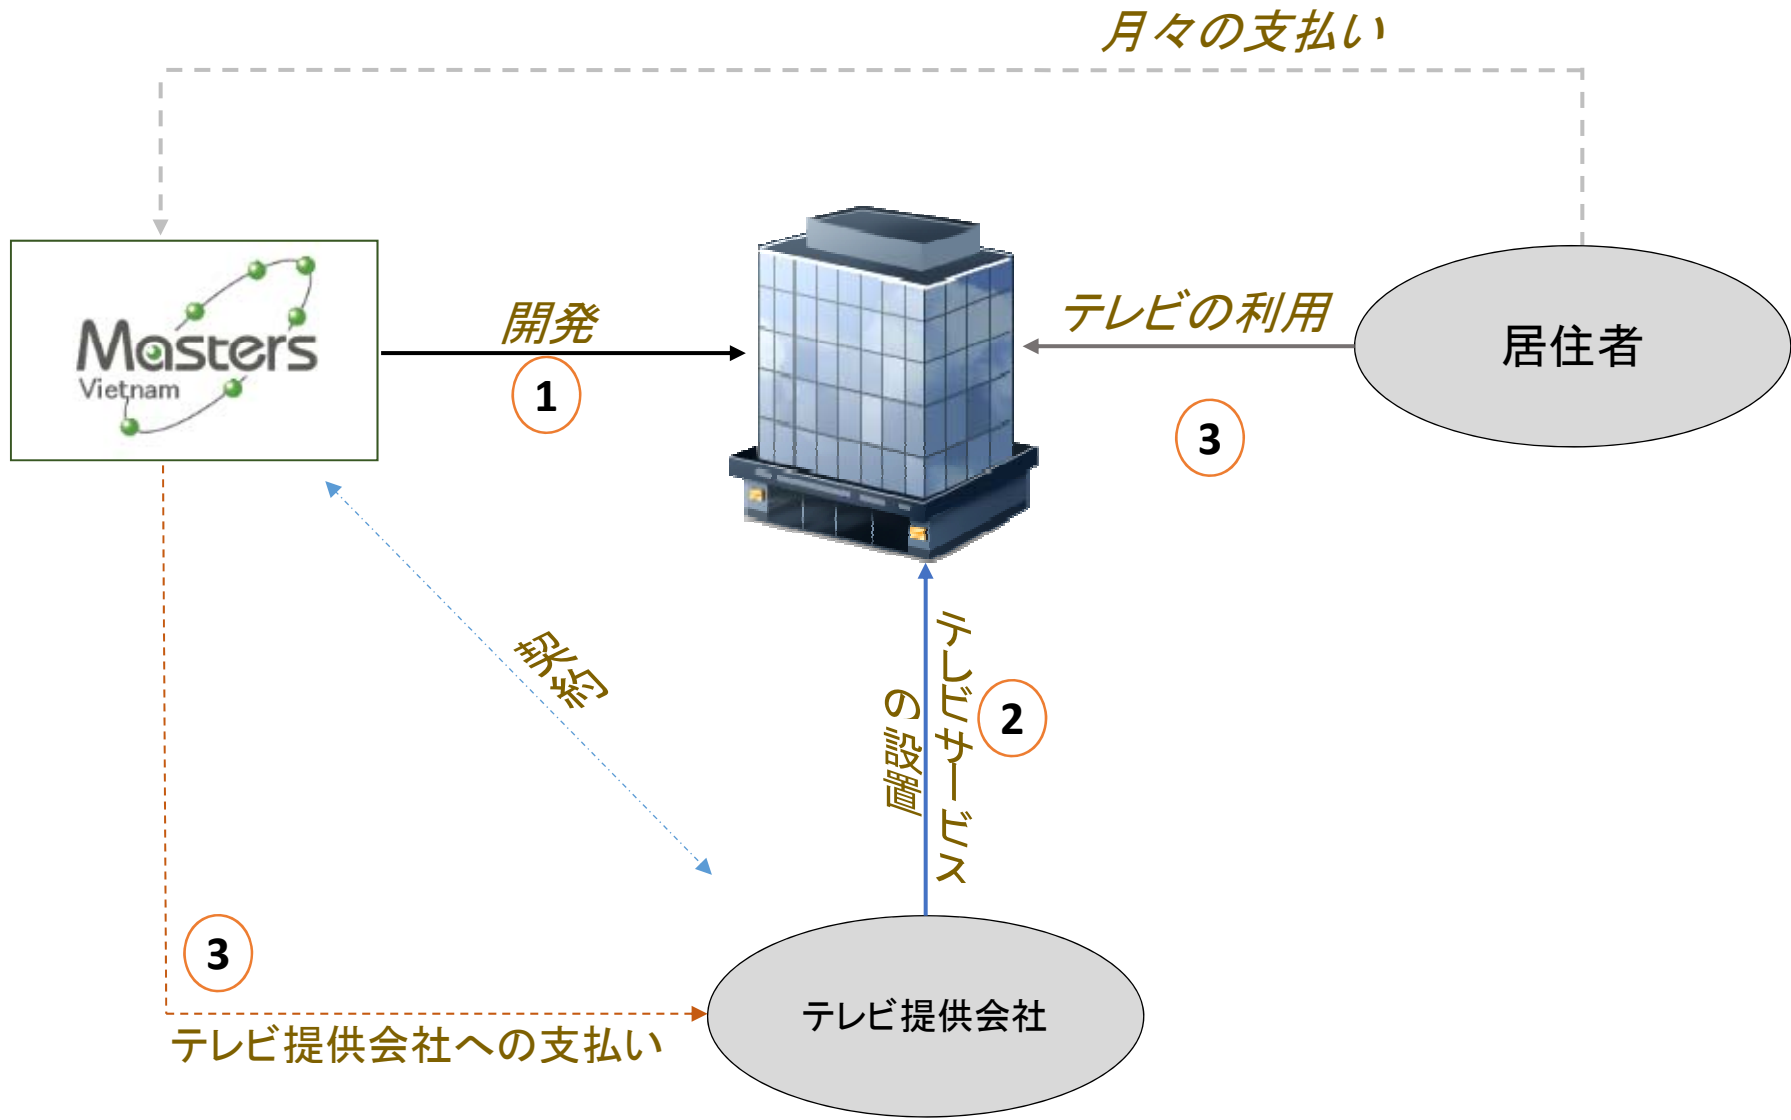 月々の支払い
Masters
Vietnam
開発
1
テレビの利用
3
居住者
契約
テレビサービス
の設置
2
3
テレビ提供会社への支払い
テレビ提供会社